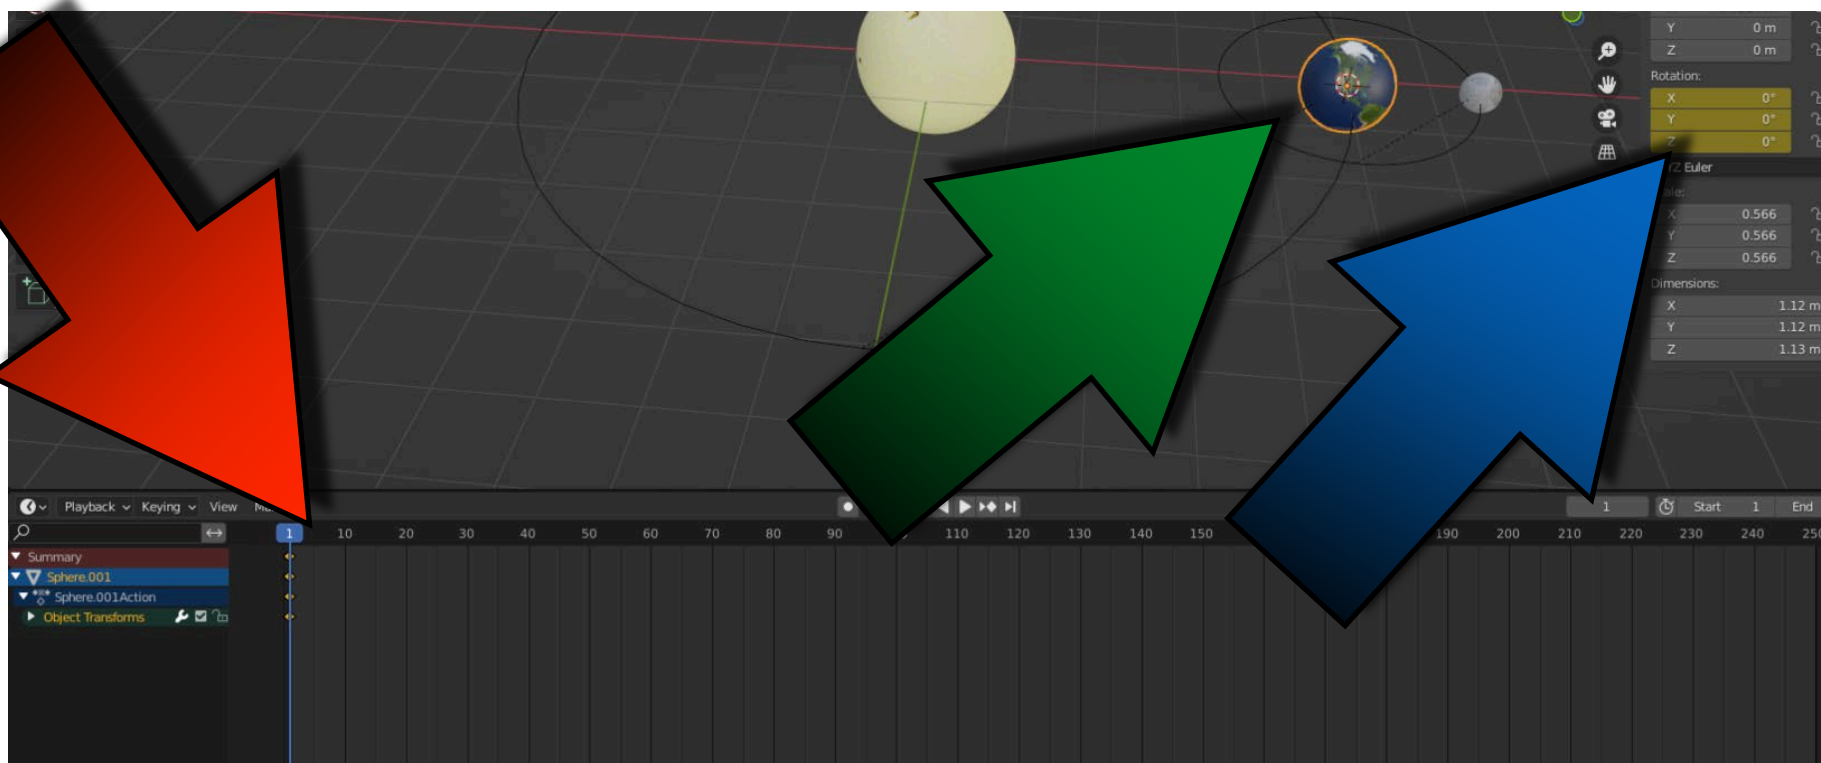 Y 0 m
Z 0 m
Rotation:
X 0°
Y 0°
Z 0°
Euler
X 0.566
Y 0.566
Z 0.566
Dimensions:
X 1.12 m
Y 1.12 m
Z 1.13 m
Playback Keying View
1 Start 1 End
1 10 20 30 40 50 60 70 80 90 110 120 130 140 150 190 200 210 220 230 240 250
Summary
Sphere.001
Sphere.001Action
Object Transforms